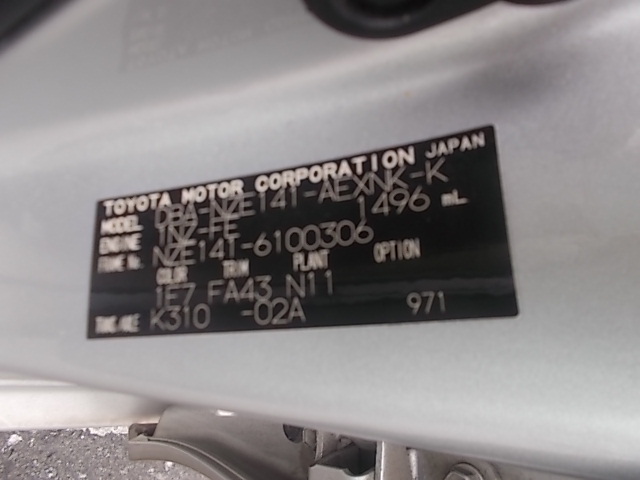 TOYOTA MOTOR CORPORATION JAPAN
MODEL DBA-NZE141-AEXNK-K
ENGINE 1NZ-FE 1496 mL
FRAME No. NZE141-6100306
COLOR TRIM PLANT OPTION
1E7 FA43 N11
TRANS./AXLE K310 -02A 971